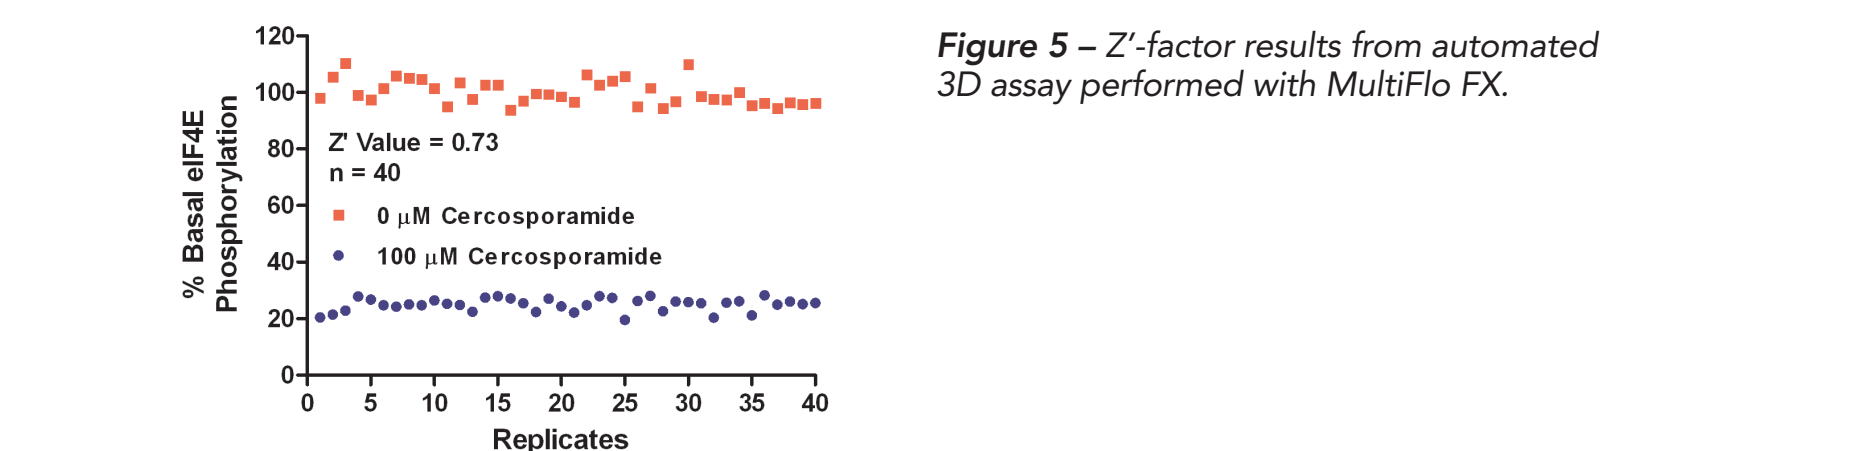 120
100
80
60
40
20
0
% Basal eIF4E
Phosphorylation
Z' Value = 0.73
n = 40
0 µM Cercosporamide
100 µM Cercosporamide
0 5 10 15 20 25 30 35 40
Replicates
Figure 5 – Z’-factor results from automated
3D assay performed with MultiFlo FX.